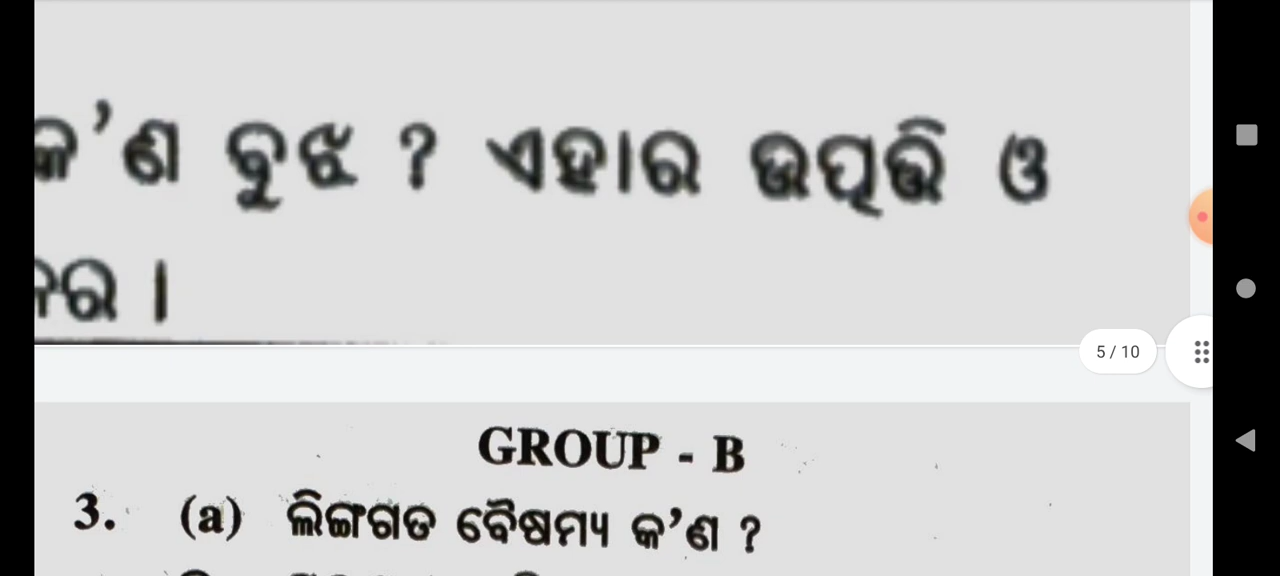 କ'ଣ ବୁଝ ? ଏହାର ଉତ୍ପତ୍ତି ଓ
ର ।
5 / 10
GROUP - B
3. (a) ଲିଙ୍ଗଗତ ବୈଷମ୍ୟ କ'ଣ ?